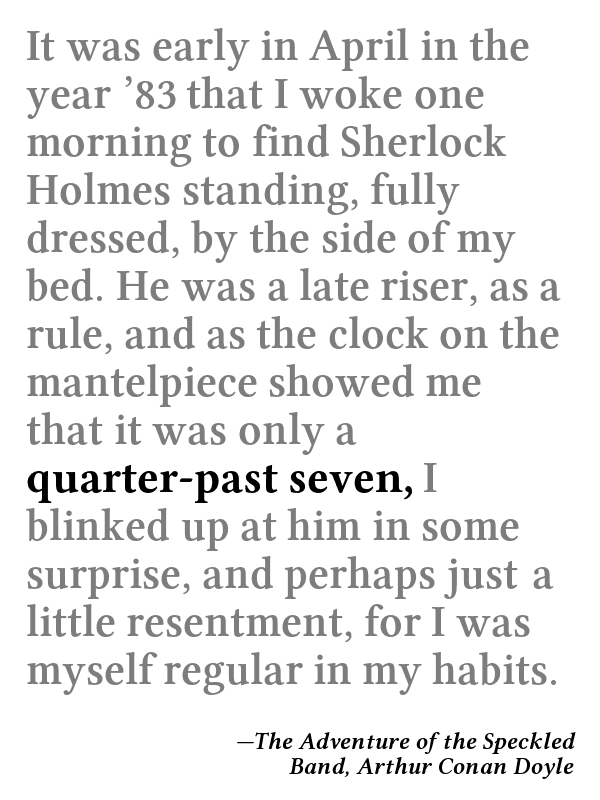 It was early in April in the
year ’83 that I woke one
morning to find Sherlock
Holmes standing, fully
dressed, by the side of my
bed. He was a late riser, as a
rule, and as the clock on the
mantelpiece showed me
that it was only a
quarter-past seven, I
blinked up at him in some
surprise, and perhaps just a
little resentment, for I was
myself regular in my habits.
—The Adventure of the Speckled
Band, Arthur Conan Doyle